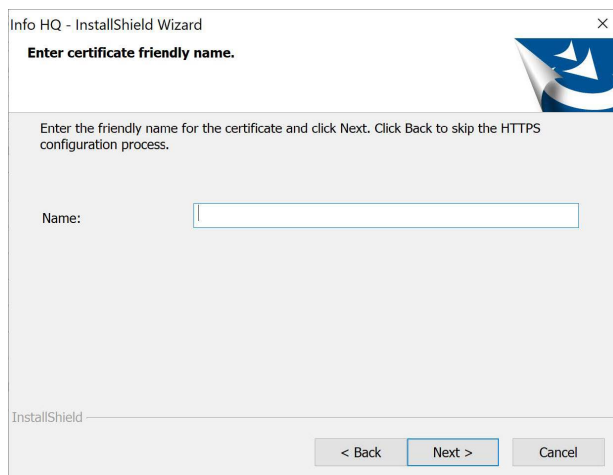 Info HQ - InstallShield Wizard
Enter certificate friendly name.
Enter the friendly name for the certificate and click Next. Click Back to skip the HTTPS
configuration process.
Name:
InstallShield
< Back Next > Cancel